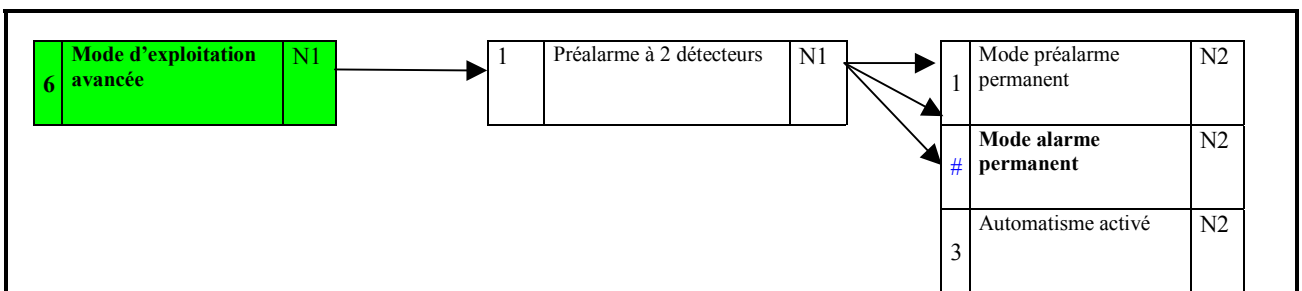 6 Mode d'exploitation avancée N1
1 Préalarme à 2 détecteurs N1
1 Mode préalarme permanent N2
# Mode alarme permanent N2
3 Automatisme activé N2